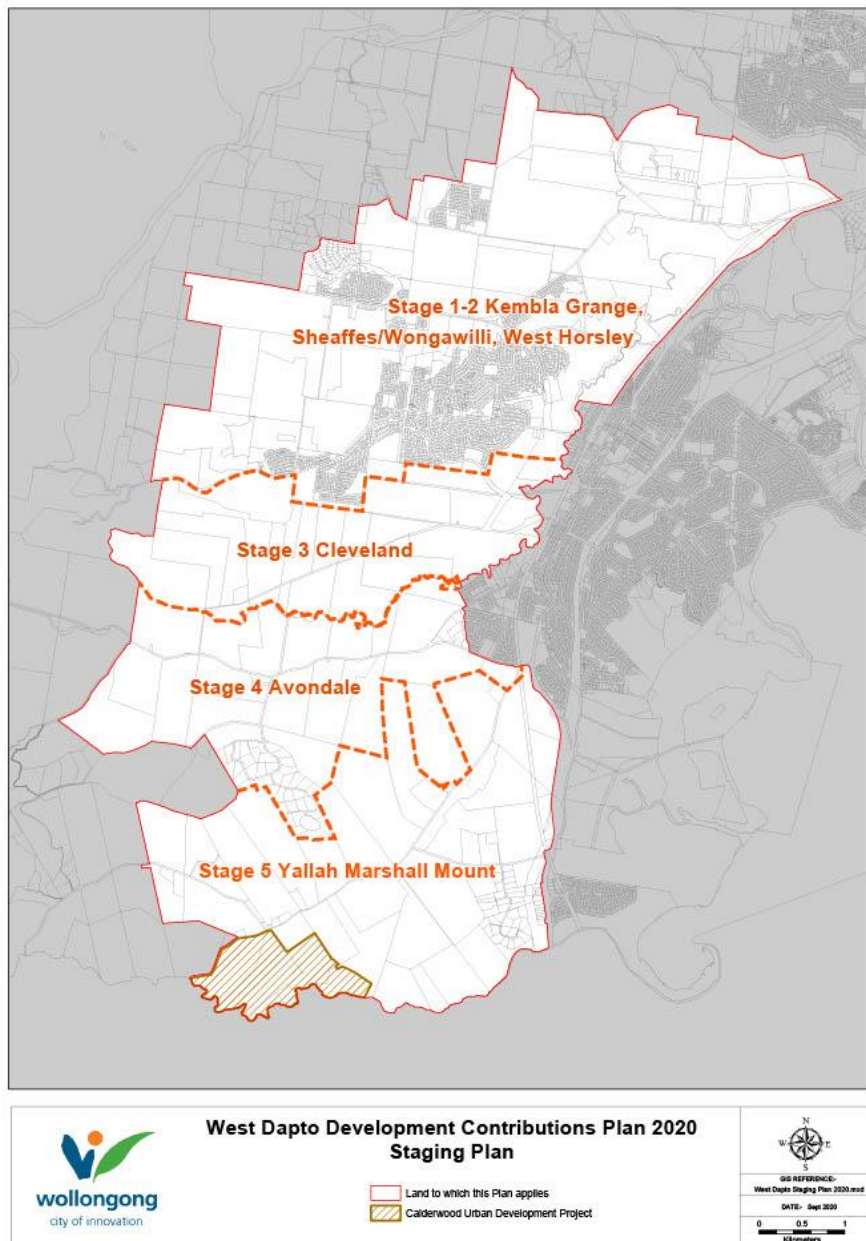 Stage 1-2 Kembla Grange,
Sheaffes/Wongawilli, West Horsley
Stage 3 Cleveland
Stage 4 Avondale
Stage 5 Yallah Marshall Mount
wollongong
city of innovation
West Dapto Development Contributions Plan 2020
Staging Plan
Land to which this Plan applies
Calderwood Urban Development Project
N
W E
S
GIS REFERENCE:-
West Dapto Staging Plan 2020.mxd
DATE:- Sept 2020
0 0.5 1
Kilometers